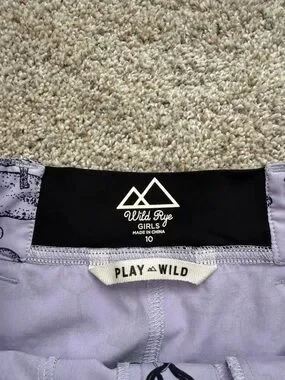 Wild Rye
GIRLS
MADE IN CHINA
10
PLAY WILD